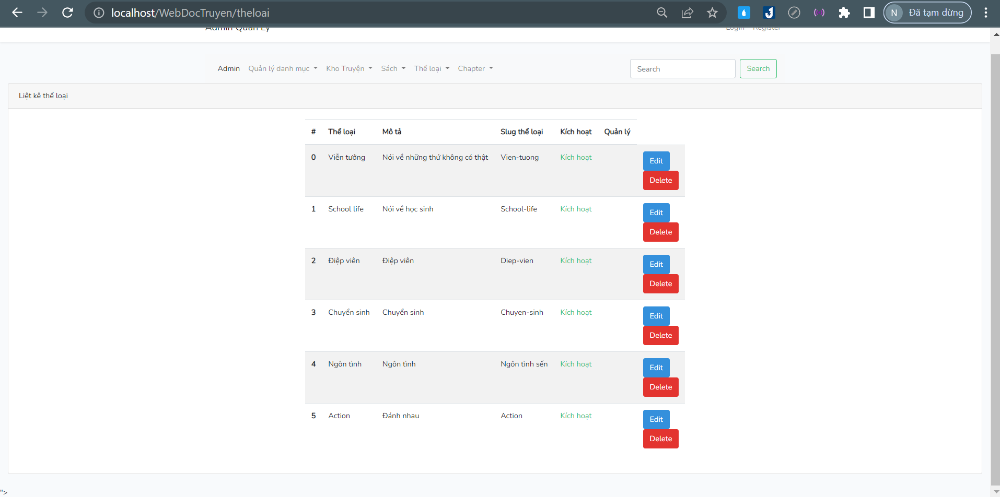 localhost/WebDocTruyen/theloai
N Đã tạm dừng
Admin Quản Lý Login Register
Admin Quản lý danh mục Kho Truyện Sách Thể loại Chapter Search Search
Liệt kê thể loại
# Thể loại Mô tả Slug thể loại Kích hoạt Quản lý
0 Viễn tưởng Nói về những thứ không có thật Vien-tuong Kích hoạt Edit
Delete
1 School life Nói về học sinh School-life Kích hoạt Edit
Delete
2 Điệp viên Điệp viên Diep-vien Kích hoạt Edit
Delete
3 Chuyển sinh Chuyển sinh Chuyen-sinh Kích hoạt Edit
Delete
4 Ngôn tình Ngôn tình Ngôn tình sến Kích hoạt Edit
Delete
5 Action Đánh nhau Action Kích hoạt Edit
Delete
">